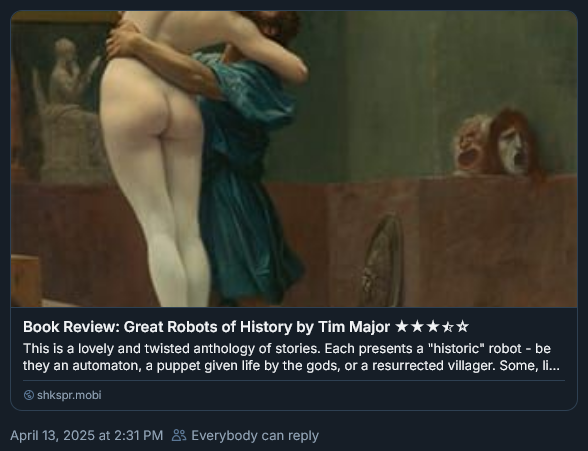 Book Review: Great Robots of History by Tim Major ★★★⯪☆
This is a lovely and twisted anthology of stories. Each presents a "historic" robot - be
they an automaton, a puppet given life by the gods, or a resurrected villager. Some, li...
shkspr.mobi
April 13, 2025 at 2:31 PM Everybody can reply